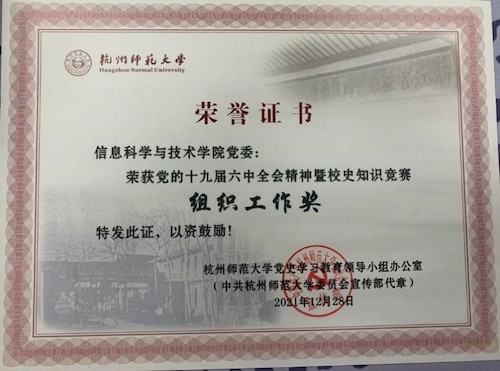 杭州师范大学
Hangzhou Normal University
荣誉证书
信息科学与技术学院党委：
荣获党的十九届六中全会精神暨校史知识竞赛
组织工作奖
特发此证，以资鼓励！
杭州师范大学党史学习教育领导小组办公室
（中共杭州师范大学委员会宣传部代章）
2021年12月28日